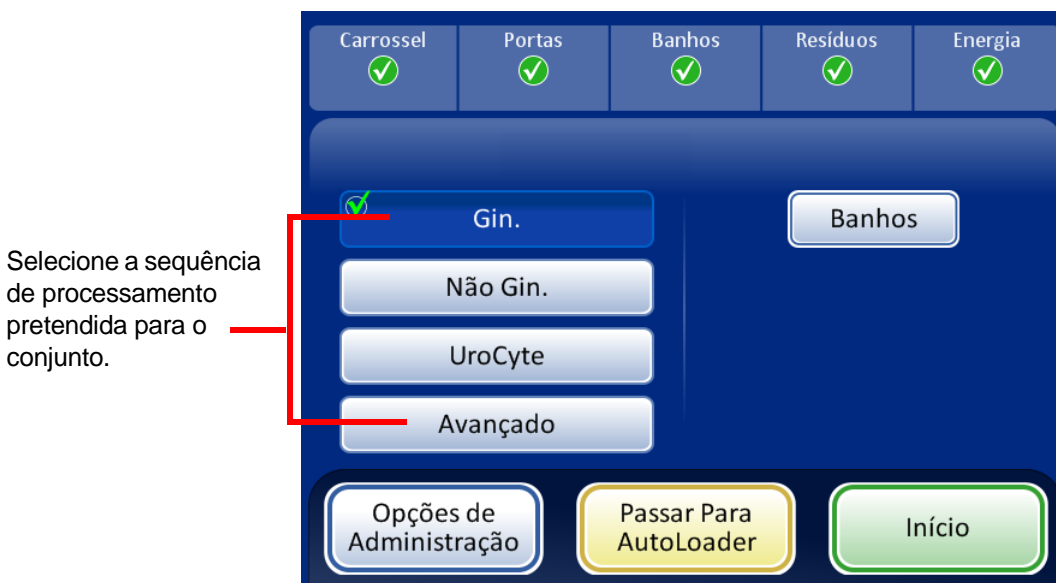 Carrossel
Portas
Banhos
Resíduos
Energia
Selecione a sequência
de processamento
pretendida para o
conjunto.
Gin.
Não Gin.
UroCyte
Avançado
Banhos
Opções de
Administração
Passar Para
AutoLoader
Início